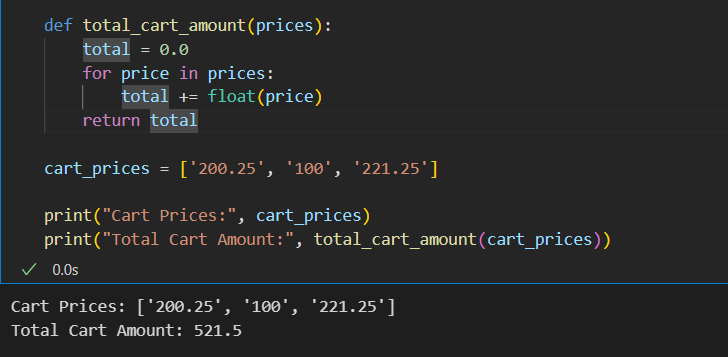 def total_cart_amount(prices):
    total = 0.0
    for price in prices:
        total += float(price)
    return total

cart_prices = ['200.25', '100', '221.25']

print("Cart Prices:", cart_prices)
print("Total Cart Amount:", total_cart_amount(cart_prices))
✓ 0.0s
Cart Prices: ['200.25', '100', '221.25']
Total Cart Amount: 521.5